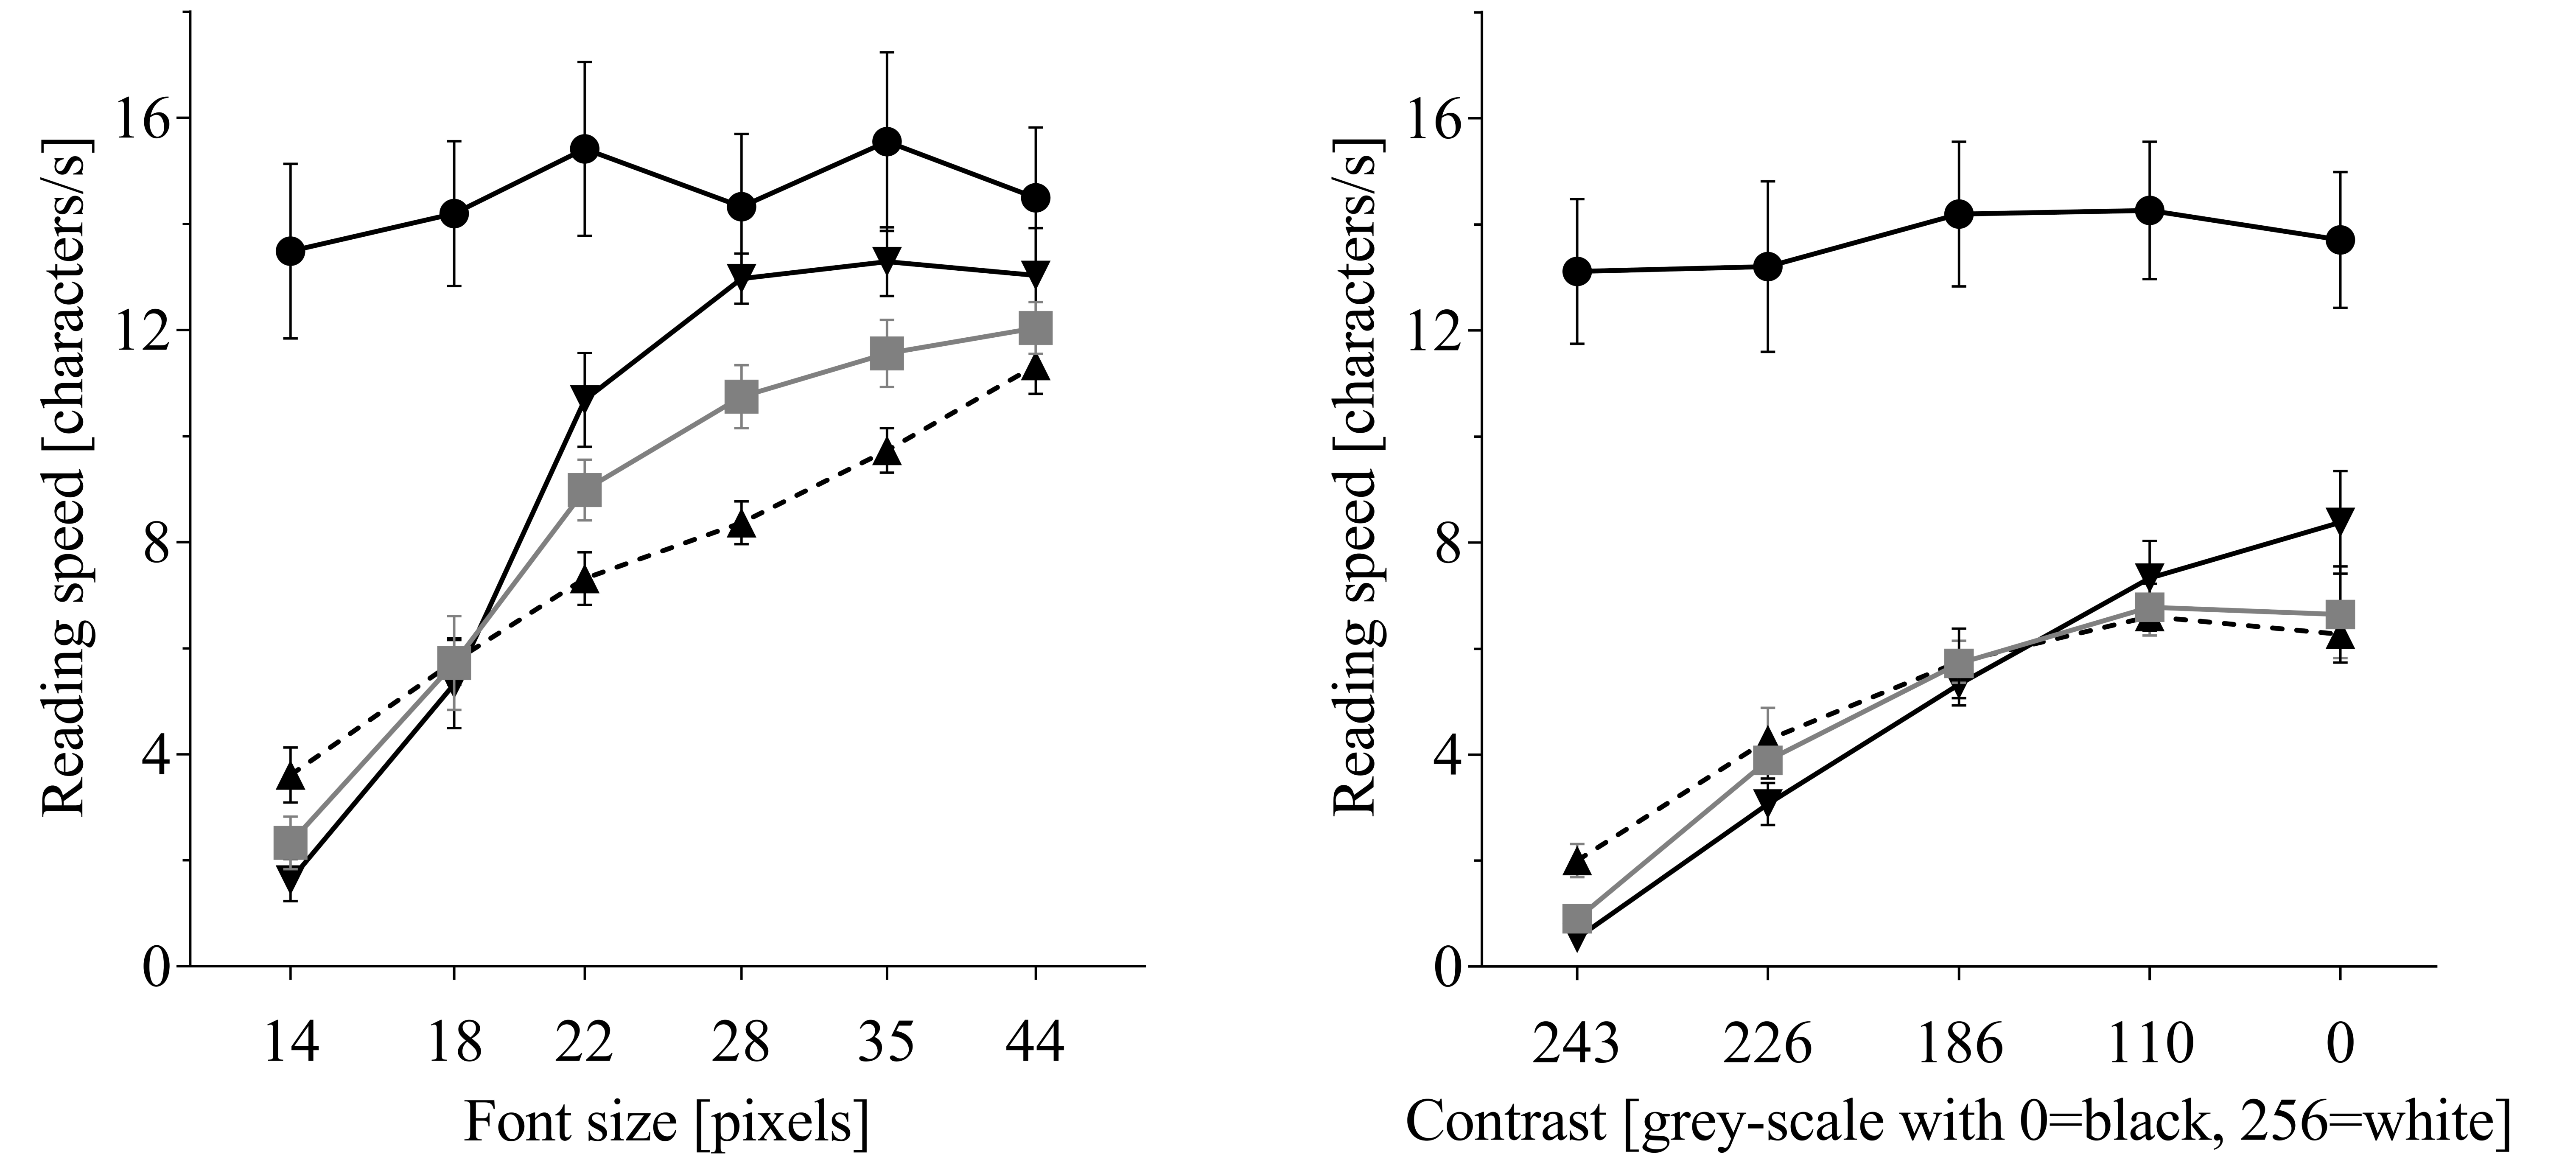 Reading speed [characters/s]
16
12
8
4
0
14 18 22 28 35 44
Font size [pixels]
Reading speed [characters/s]
16
12
8
4
0
243 226 186 110 0
Contrast [grey-scale with 0=black, 256=white]